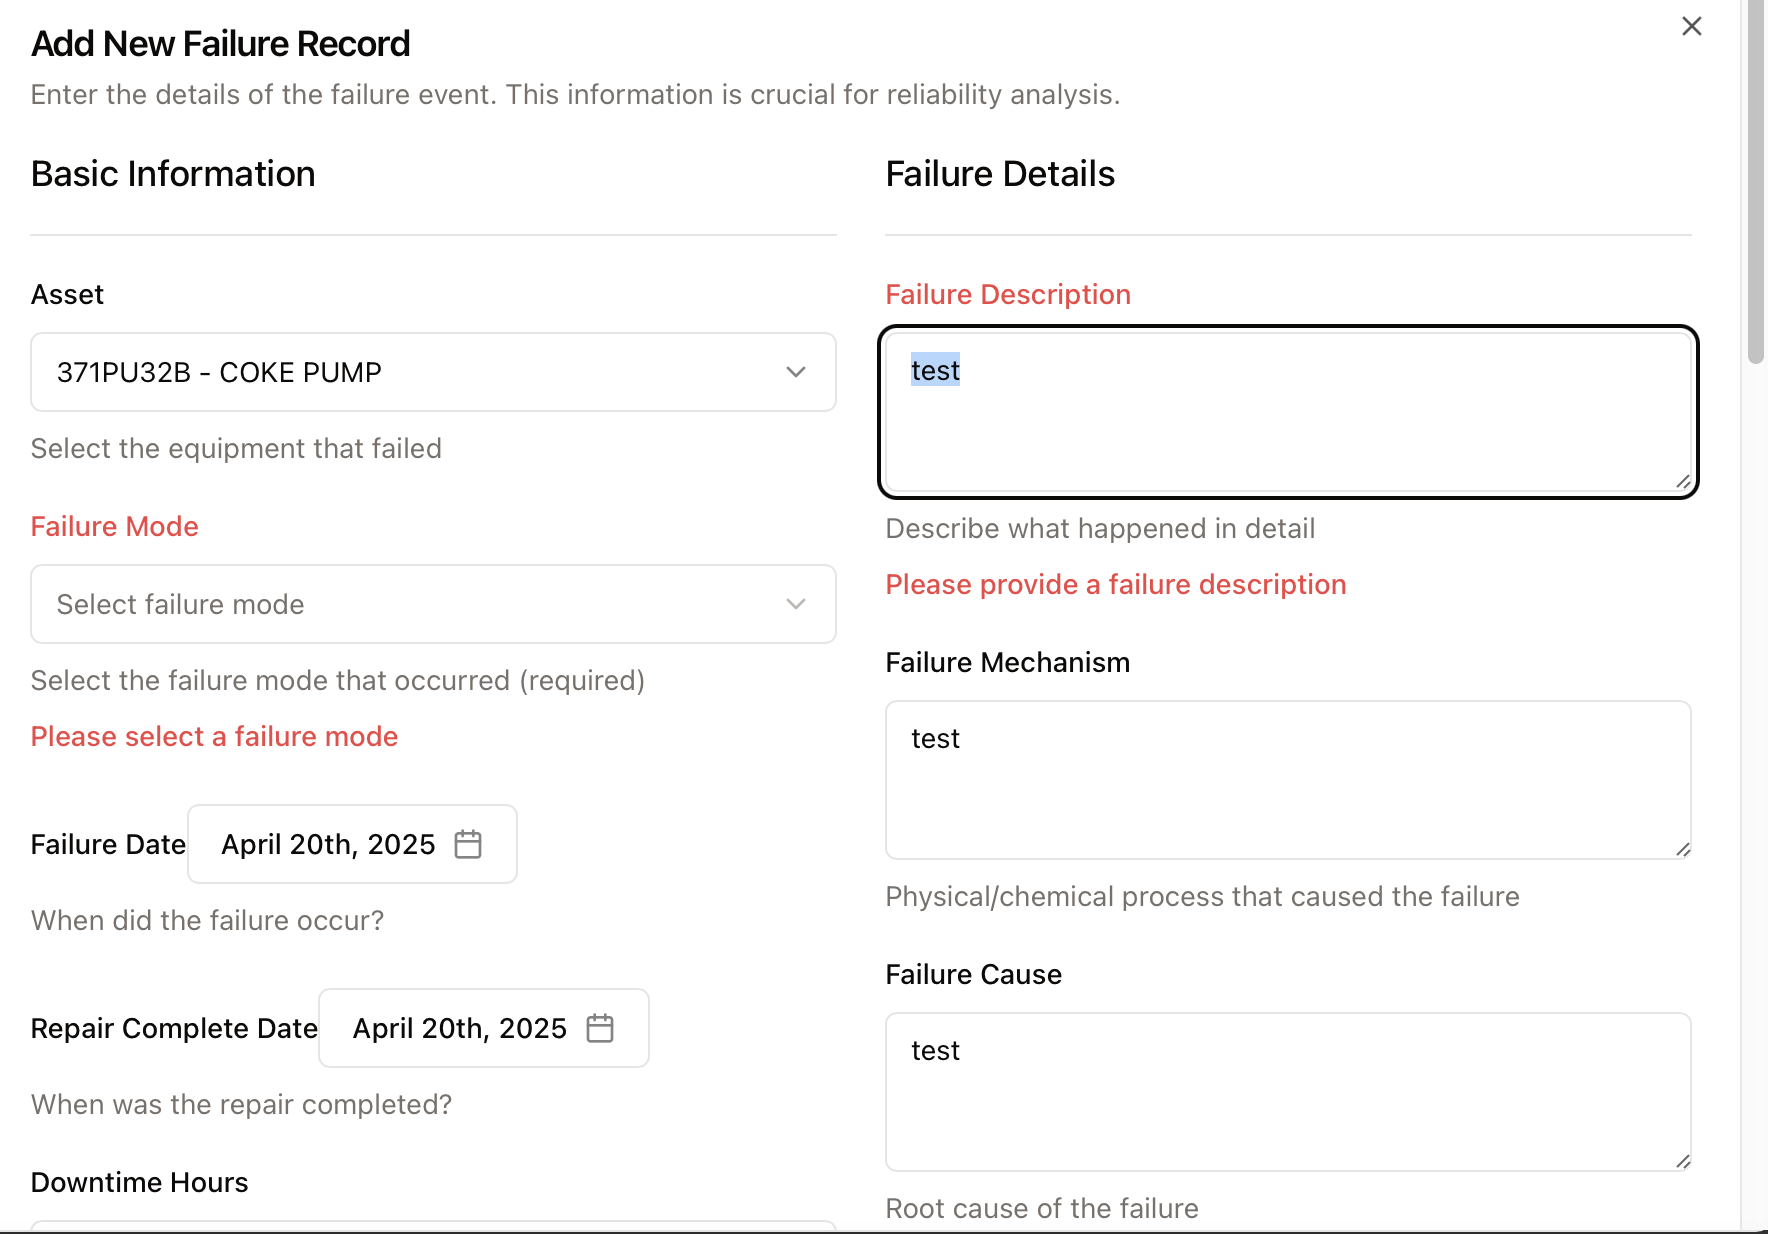 Add New Failure Record
Enter the details of the failure event. This information is crucial for reliability analysis.
Basic Information
Asset
371PU32B - COKE PUMP
Select the equipment that failed
Failure Mode
Select failure mode
Select the failure mode that occurred (required)
Please select a failure mode
Failure Date
April 20th, 2025
When did the failure occur?
Repair Complete Date
April 20th, 2025
When was the repair completed?
Downtime Hours
Failure Details
Failure Description
test
Describe what happened in detail
Please provide a failure description
Failure Mechanism
test
Physical/chemical process that caused the failure
Failure Cause
test
Root cause of the failure